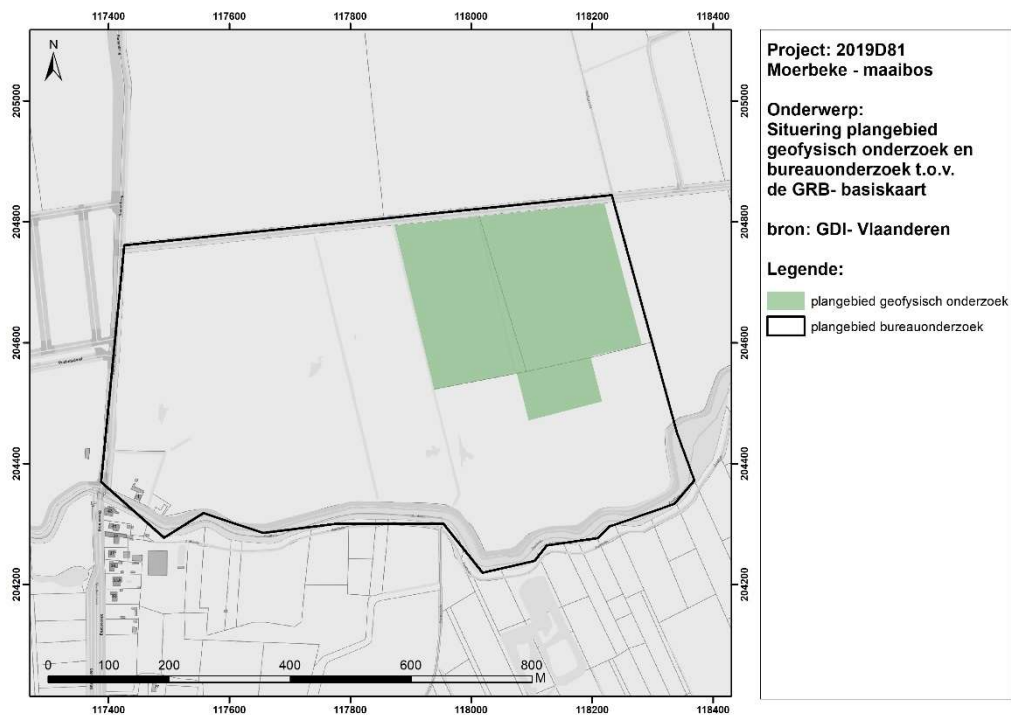 117400 117600 117800 118000 118200 118400
N
205000 205000
204800 204800
204600 204600
204400 204400
204200 204200
0 100 200 400 600 800
M
117400 117600 117800 118000 118200 118400
Project: 2019D81
Moerbeke - maaibos
Onderwerp:
Situering plangebied
geofysisch onderzoek en
bureauonderzoek t.o.v.
de GRB- basiskaart
bron: GDI- Vlaanderen
Legende:
plangebied geofysisch onderzoek
plangebied bureauonderzoek